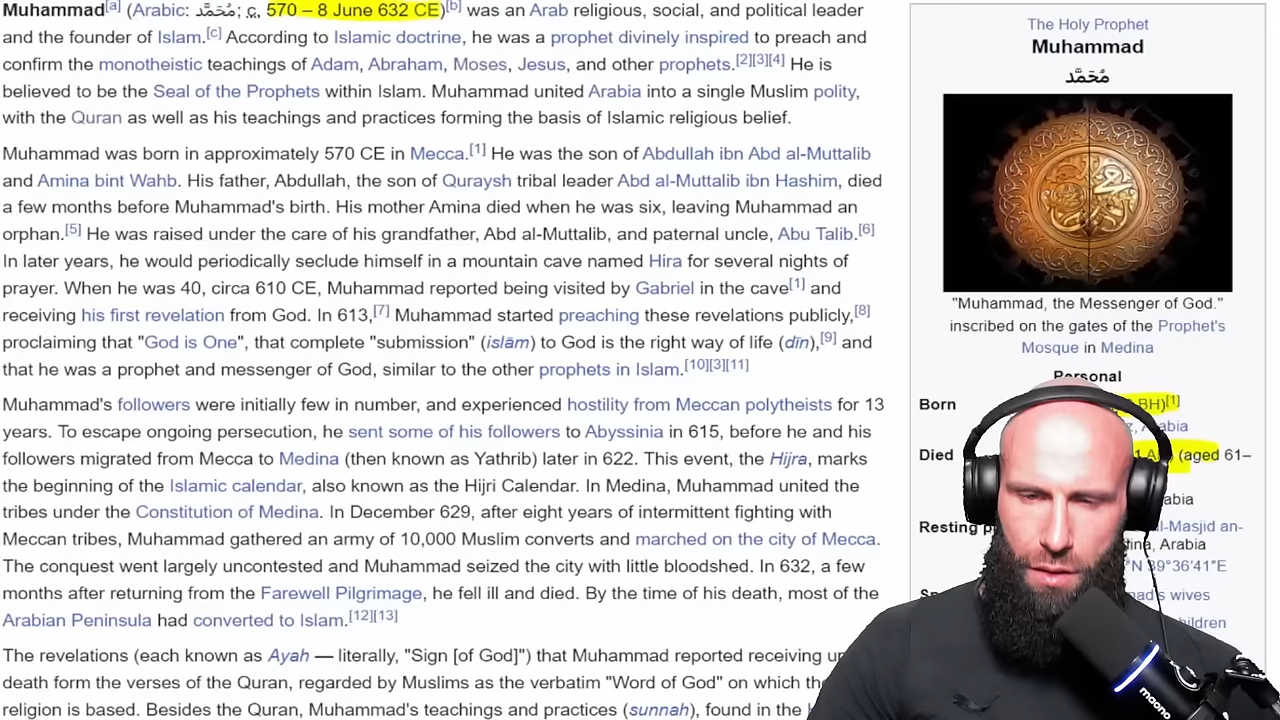 Muhammad[a] (Arabic: مُحَمَّد; c. 570 – 8 June 632 CE)[b] was an Arab religious, social, and political leader
and the founder of Islam.[c] According to Islamic doctrine, he was a prophet divinely inspired to preach and
confirm the monotheistic teachings of Adam, Abraham, Moses, Jesus, and other prophets.[2][3][4] He is
believed to be the Seal of the Prophets within Islam. Muhammad united Arabia into a single Muslim polity,
with the Quran as well as his teachings and practices forming the basis of Islamic religious belief.
Muhammad was born in approximately 570 CE in Mecca.[1] He was the son of Abdullah ibn Abd al-Muttalib
and Amina bint Wahb. His father, Abdullah, the son of Quraysh tribal leader Abd al-Muttalib ibn Hashim, died
a few months before Muhammad's birth. His mother Amina died when he was six, leaving Muhammad an
orphan.[5] He was raised under the care of his grandfather, Abd al-Muttalib, and paternal uncle, Abu Talib.[6]
In later years, he would periodically seclude himself in a mountain cave named Hira for several nights of
prayer. When he was 40, circa 610 CE, Muhammad reported being visited by Gabriel in the cave[1] and
receiving his first revelation from God. In 613,[7] Muhammad started preaching these revelations publicly,[8]
proclaiming that "God is One", that complete "submission" (islām) to God is the right way of life (dīn),[9] and
that he was a prophet and messenger of God, similar to the other prophets in Islam.[10][3][11]
Muhammad's followers were initially few in number, and experienced hostility from Meccan polytheists for 13
years. To escape ongoing persecution, he sent some of his followers to Abyssinia in 615, before he and his
followers migrated from Mecca to Medina (then known as Yathrib) later in 622. This event, the Hijra, marks
the beginning of the Islamic calendar, also known as the Hijri Calendar. In Medina, Muhammad united the
tribes under the Constitution of Medina. In December 629, after eight years of intermittent fighting with
Meccan tribes, Muhammad gathered an army of 10,000 Muslim converts and marched on the city of Mecca.
The conquest went largely uncontested and Muhammad seized the city with little bloodshed. In 632, a few
months after returning from the Farewell Pilgrimage, he fell ill and died. By the time of his death, most of the
Arabian Peninsula had converted to Islam.[12][13]
The revelations (each known as Ayah — literally, "Sign [of God]") that Muhammad reported receiving
death form the verses of the Quran, regarded by Muslims as the verbatim "Word of God" on which
religion is based. Besides the Quran, Muhammad's teachings and practices (sunnah), found in the
The Holy Prophet
Muhammad
مُحَمَّد
"Muhammad, the Messenger of God."
inscribed on the gates of the Prophet's
Mosque in Medina
Personal
Born BH)[1]
Arabia
Died (aged 61–
Resting al-Masjid an-
Arabia
°N 39°36′41″E
wives
maono